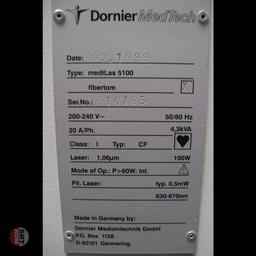 Dornier MedTech
Date: 02.1999
Type: mediLas 5100
fibertom
Ser.No.:
200-240 V~ 50/60 Hz
20 A/Ph. 4,3kVA
Class: I Typ: CF
Laser: 1,06µm 100W
Mode of Op.: P>60W: int.
Pil. Laser: typ. 0,5mW
630-670nm
Made in Germany by:
Dornier Medizintechnik GmbH
P.O. Box 1128
D-82101 Germering